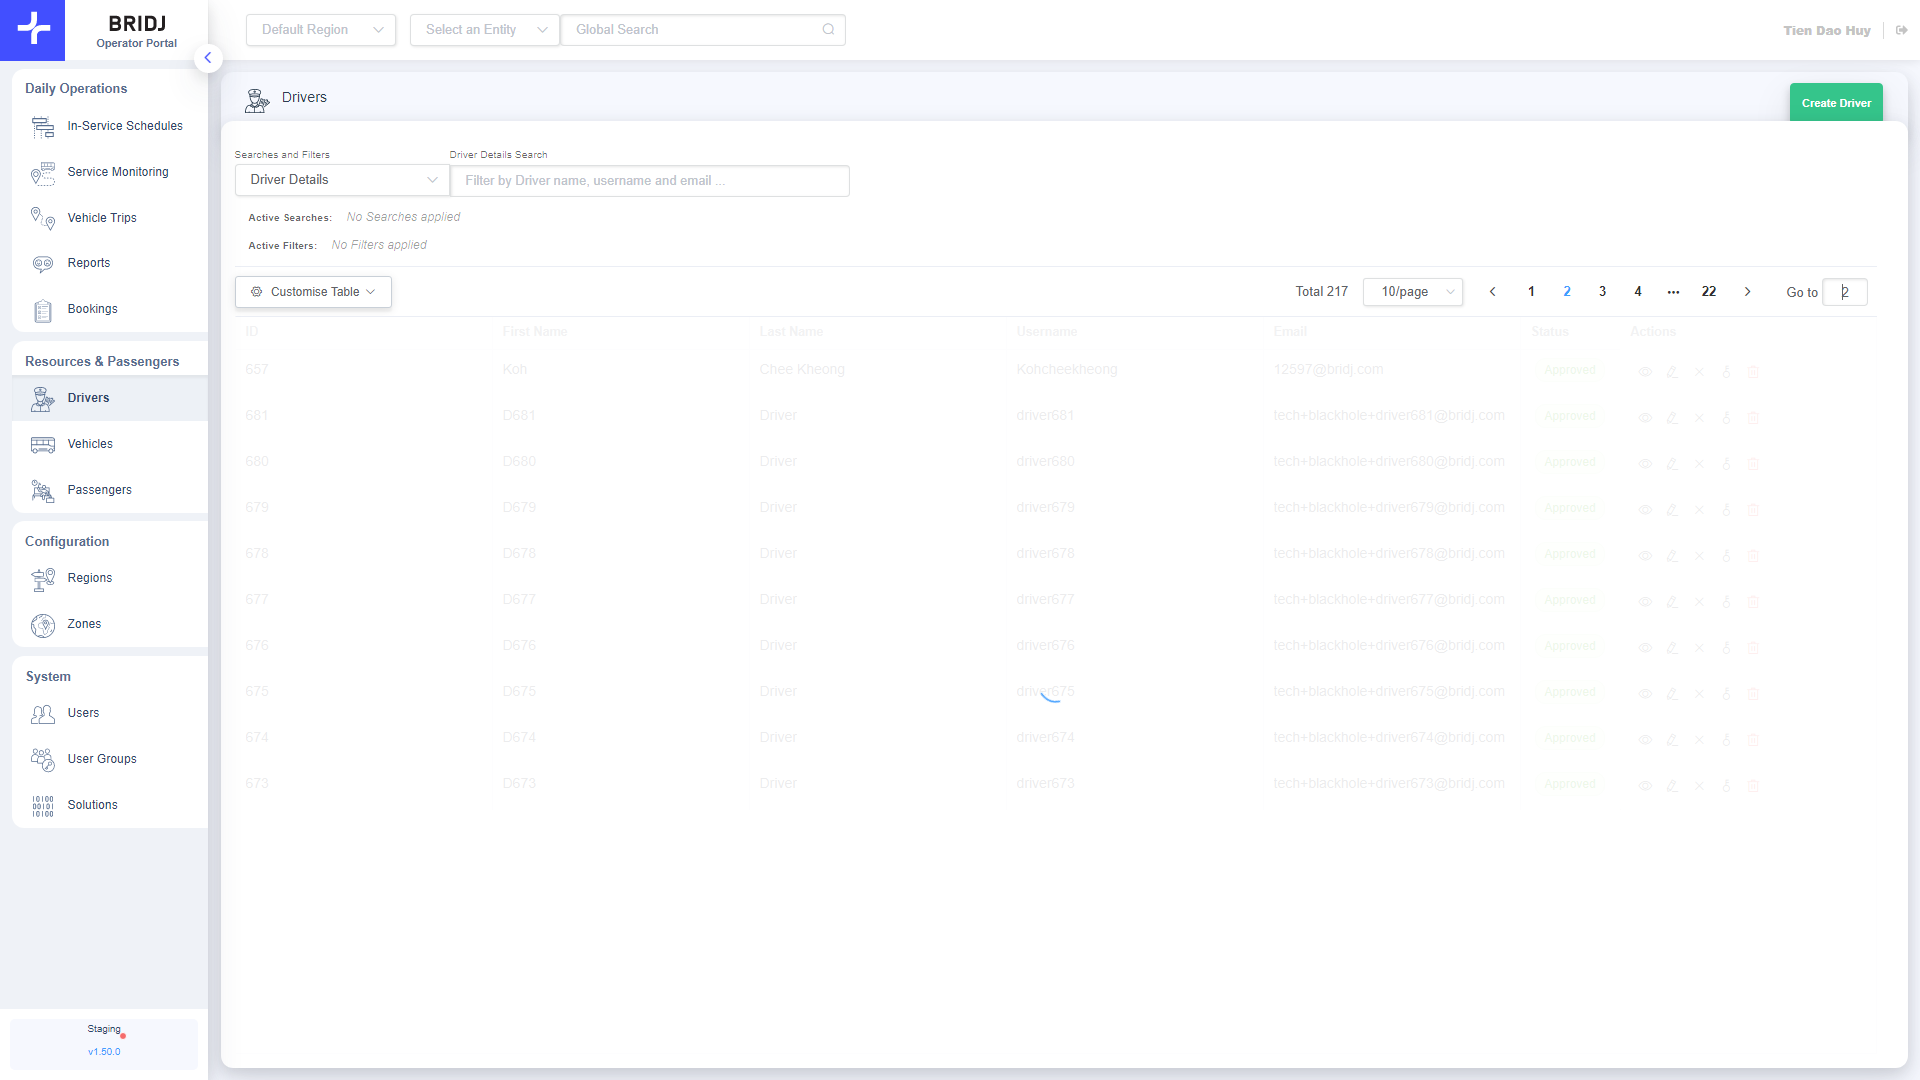 BRIDJ
Operator Portal
Default Region
Select an Entity
Global Search
Tien Dao Huy
Daily Operations
In-Service Schedules
Service Monitoring
Vehicle Trips
Reports
Bookings
Resources & Passengers
Drivers
Vehicles
Passengers
Configuration
Regions
Zones
System
Users
User Groups
10100
00101
10100
Solutions
Staging
v1.50.0
Drivers
Create Driver
Searches and Filters
Driver Details Search
Driver Details
Filter by Driver name, username and email ...
Active Searches: No Searches applied
Active Filters: No Filters applied
Customise Table
Total 217 10/page 1 2 3 4 ••• 22 Go to 2
ID First Name Last Name Username Email Status Actions
657 Koh Chee Kheong Kohcheekheong 12597@bridj.com Approved
681 D681 Driver driver681 tech+blackhole+driver681@bridj.com Approved
680 D680 Driver driver680 tech+blackhole+driver680@bridj.com Approved
679 D679 Driver driver679 tech+blackhole+driver679@bridj.com Approved
678 D678 Driver driver678 tech+blackhole+driver678@bridj.com Approved
677 D677 Driver driver677 tech+blackhole+driver677@bridj.com Approved
676 D676 Driver driver676 tech+blackhole+driver676@bridj.com Approved
675 D675 Driver driver675 tech+blackhole+driver675@bridj.com Approved
674 D674 Driver driver674 tech+blackhole+driver674@bridj.com Approved
673 D673 Driver driver673 tech+blackhole+driver673@bridj.com Approved